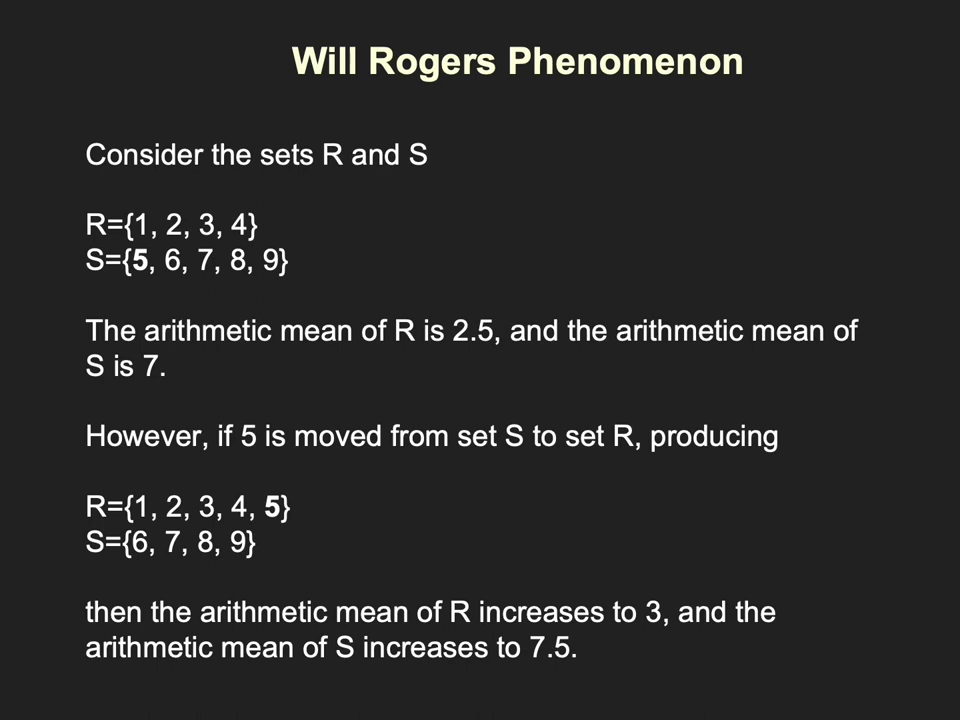 Will Rogers Phenomenon
Consider the sets R and S
R={1, 2, 3, 4}
S={5, 6, 7, 8, 9}
The arithmetic mean of R is 2.5, and the arithmetic mean of
S is 7.
However, if 5 is moved from set S to set R, producing
R={1, 2, 3, 4, 5}
S={6, 7, 8, 9}
then the arithmetic mean of R increases to 3, and the
arithmetic mean of S increases to 7.5.